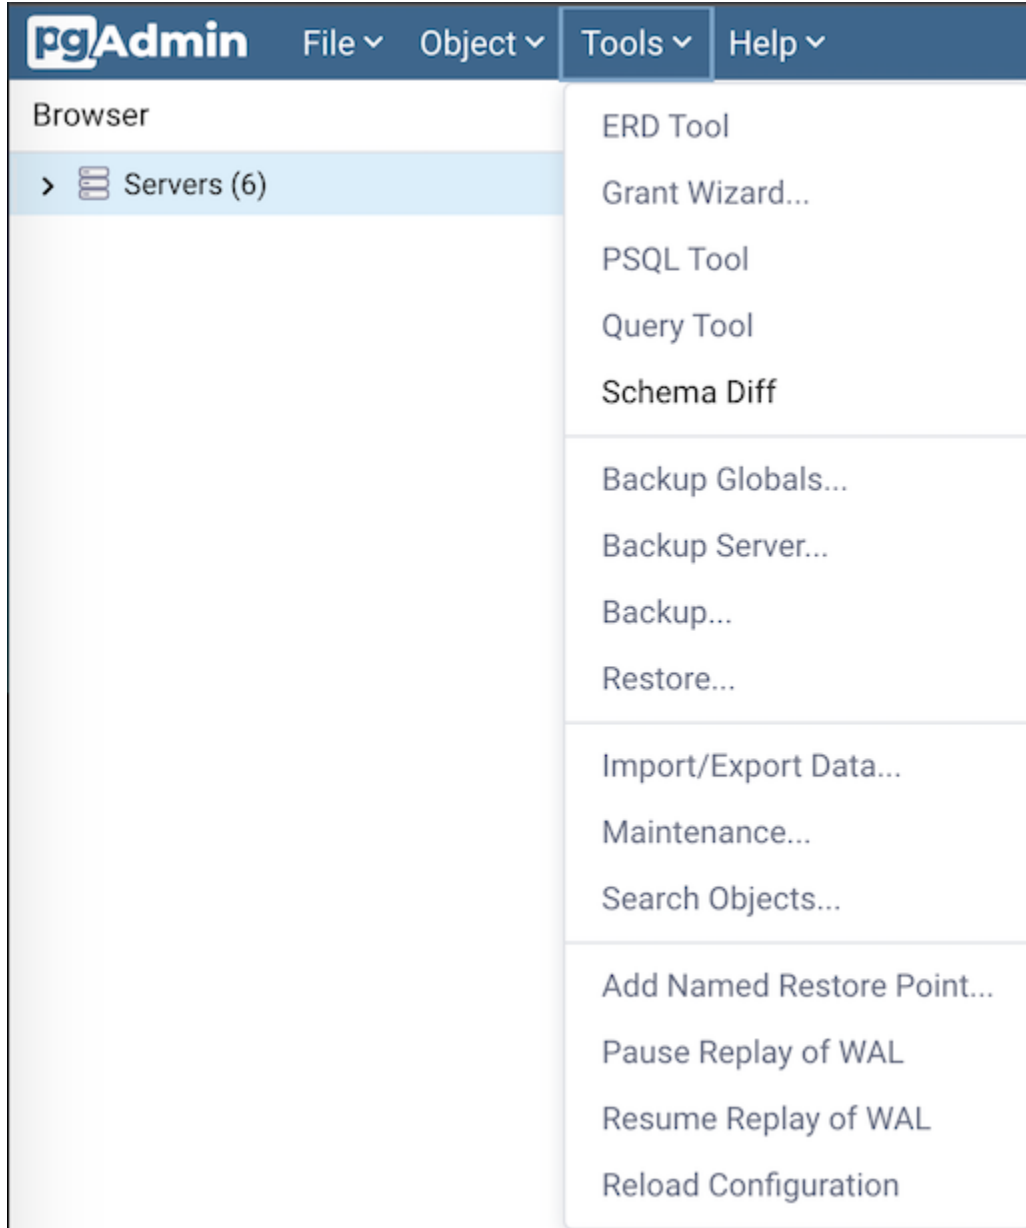 pgAdmin File Object Tools Help
Browser
Servers (6)
ERD Tool
Grant Wizard...
PSQL Tool
Query Tool
Schema Diff
Backup Globals...
Backup Server...
Backup...
Restore...
Import/Export Data...
Maintenance...
Search Objects...
Add Named Restore Point...
Pause Replay of WAL
Resume Replay of WAL
Reload Configuration